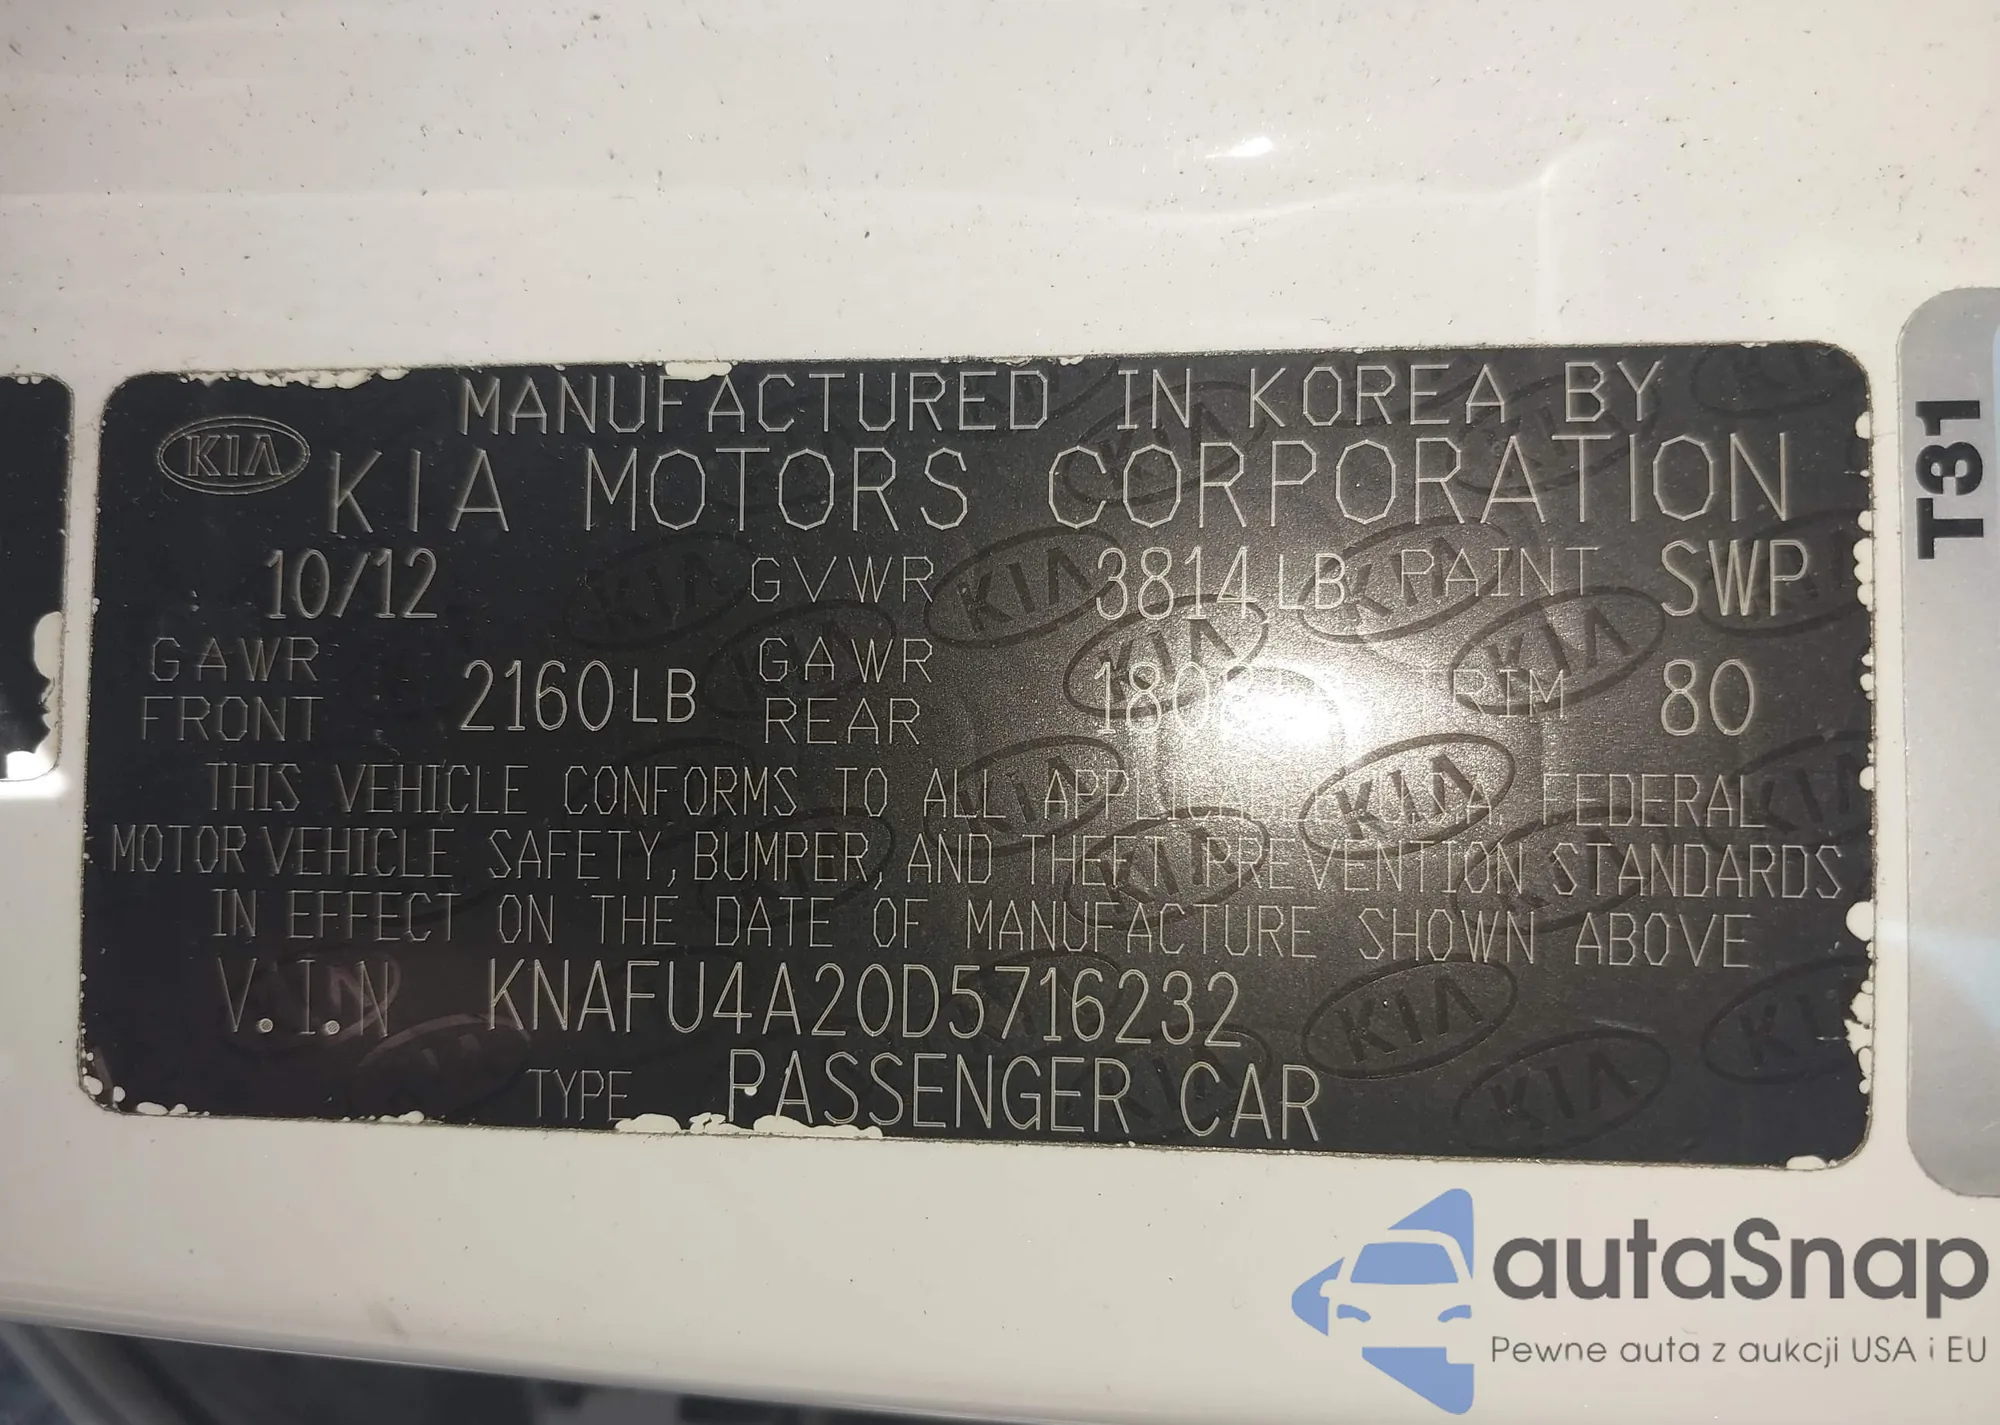 MANUFACTURED IN KOREA BY
KIA
KIA MOTORS CORPORATION
10/12 GVWR 3814 LB PAINT SWP
GAWR FRONT 2160 LB GAWR REAR TRIM 80
THIS VEHICLE CONFORMS TO ALL APPLICABLE U.S.A. FEDERAL
MOTOR VEHICLE SAFETY, BUMPER, AND THEFT PREVENTION STANDARDS
IN EFFECT ON THE DATE OF MANUFACTURE SHOWN ABOVE
V.I.N KNAFU4A20D5716232
TYPE PASSENGER CAR
T31
autaSnap
Pewne auta z aukcji USA i EU